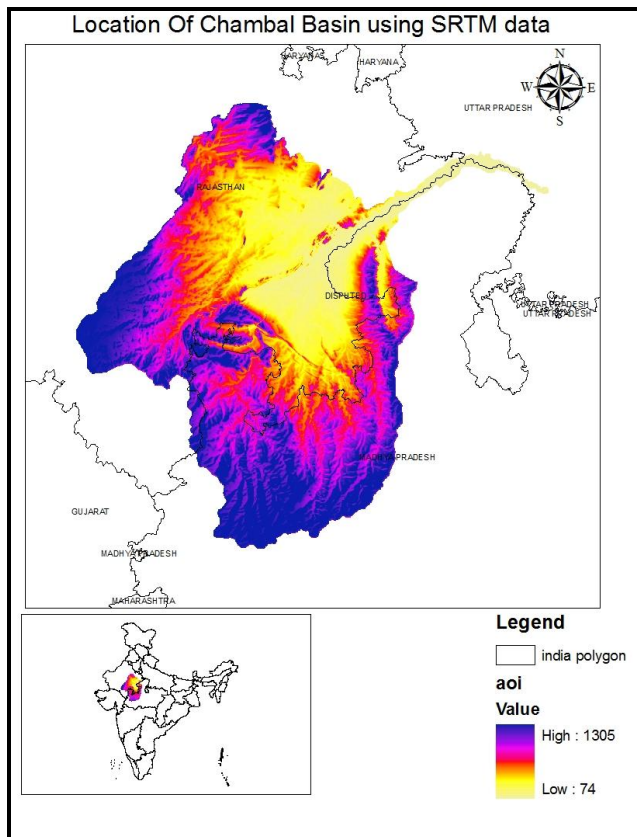 Location Of Chambal Basin using SRTM data
HARYANA
HARYANA
N
W
E
S
UTTAR PRADESH
RAJASTHAN
DISPUTED
UTTAR PRADESH
UTTAR PRADESH
MADHYA PRADESH
GUJARAT
MADHYA PRADESH
MAHARASHTRA
Legend
india polygon
aoi
Value
High : 1305
Low : 74